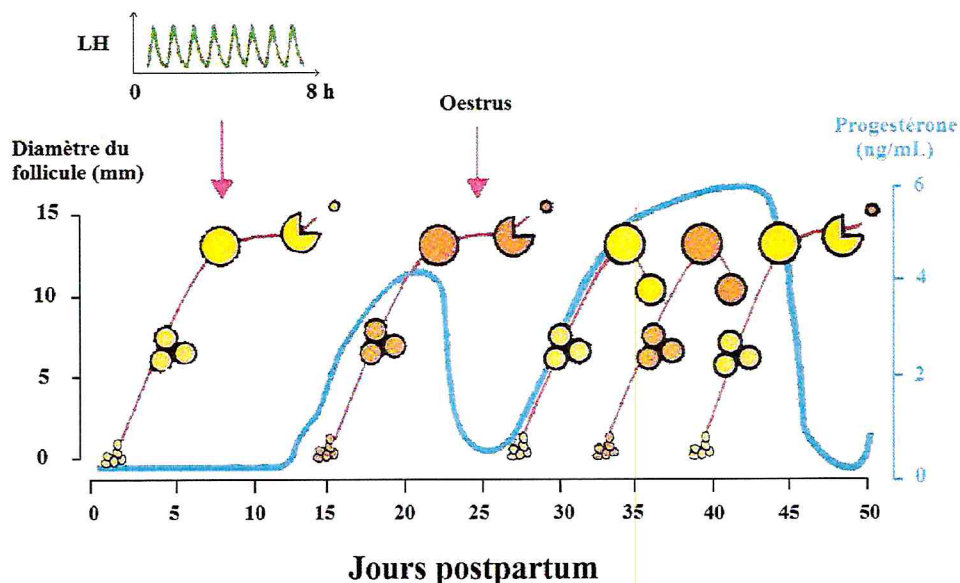 LH
0
8 h
Oestrus
Progestérone
(ng/mL)
Diamètre du
follicule (mm)
15
10
5
0
6
4
2
0
0 5 10 15 20 25 30 35 40 45 50
Jours postpartum